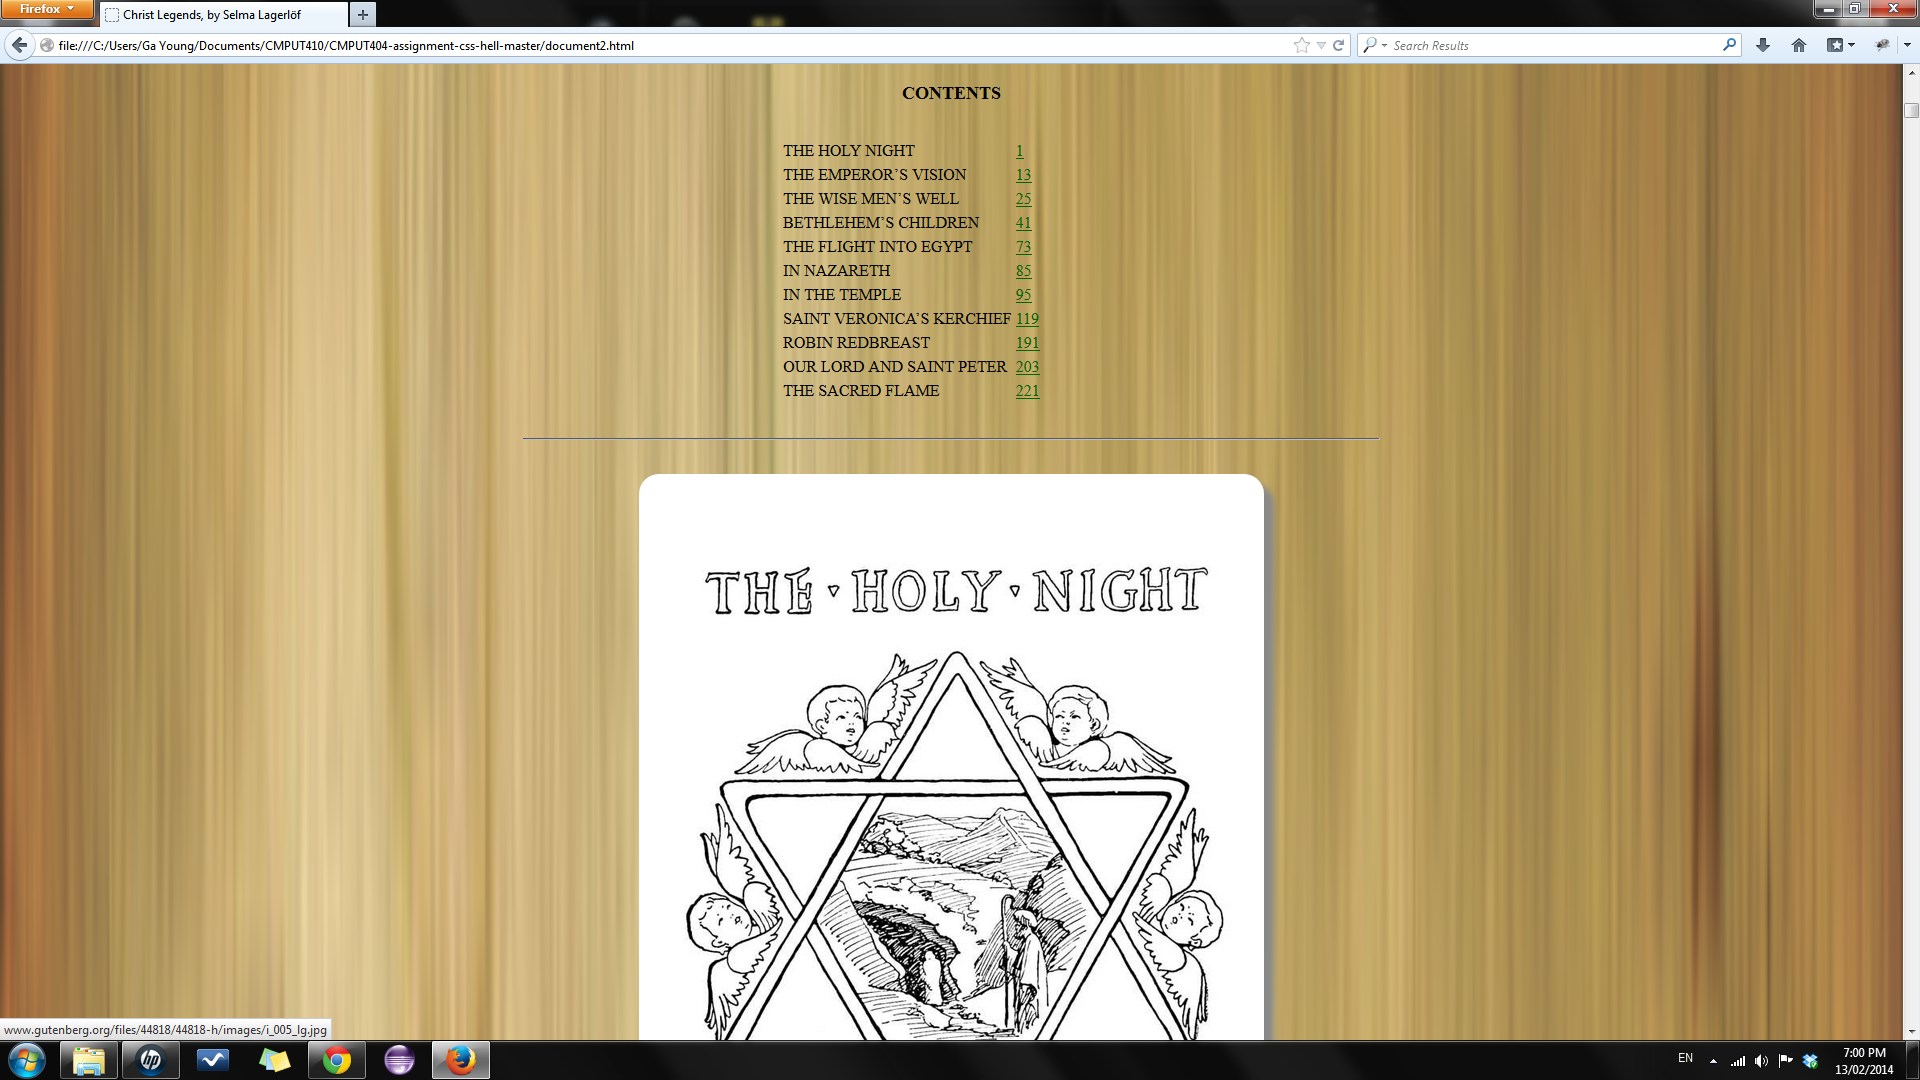 Firefox
Christ Legends, by Selma Lagerlöf
file:///C:/Users/Ga Young/Documents/CMPUT410/CMPUT404-assignment-css-hell-master/document2.html
Search Results
CONTENTS
THE HOLY NIGHT 1
THE EMPEROR’S VISION 13
THE WISE MEN’S WELL 25
BETHLEHEM’S CHILDREN 41
THE FLIGHT INTO EGYPT 73
IN NAZARETH 85
IN THE TEMPLE 95
SAINT VERONICA’S KERCHIEF 119
ROBIN REDBREAST 191
OUR LORD AND SAINT PETER 203
THE SACRED FLAME 221
THE · HOLY · NIGHT
www.gutenberg.org/files/44818/44818-h/images/i_005_lg.jpg
hp
EN
7:00 PM
13/02/2014